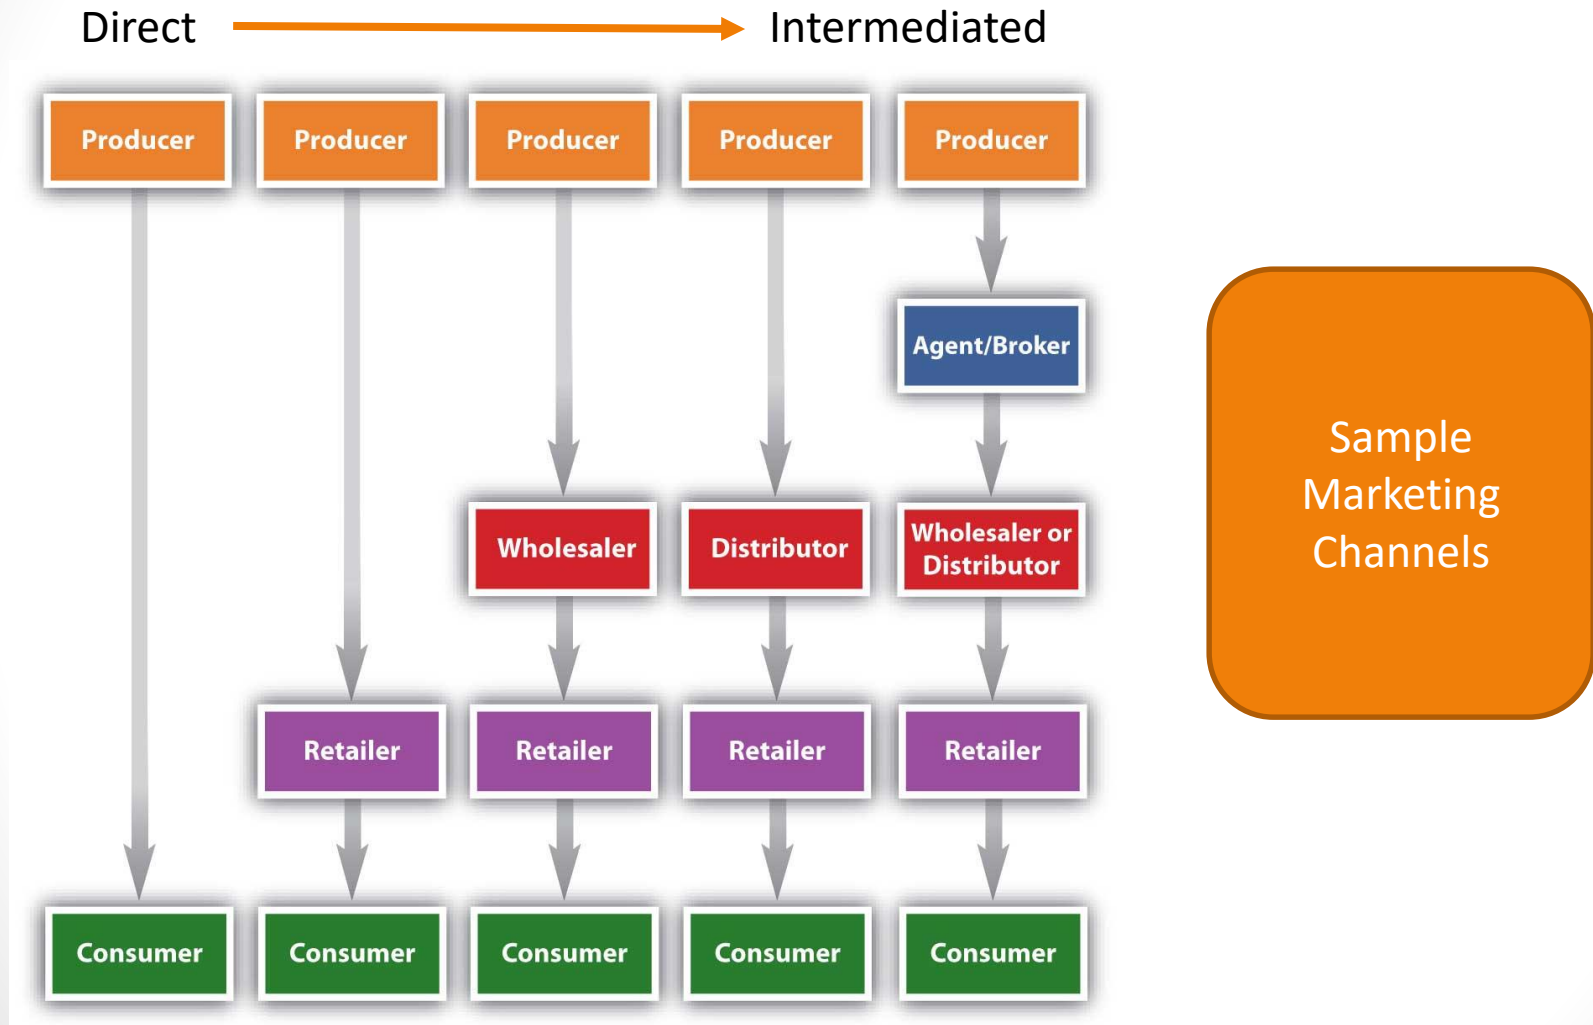 Direct
Intermediated
Producer
Producer
Producer
Producer
Producer
Agent/Broker
Wholesaler
Distributor
Wholesaler or
Distributor
Retailer
Retailer
Retailer
Retailer
Consumer
Consumer
Consumer
Consumer
Consumer
Sample
Marketing
Channels